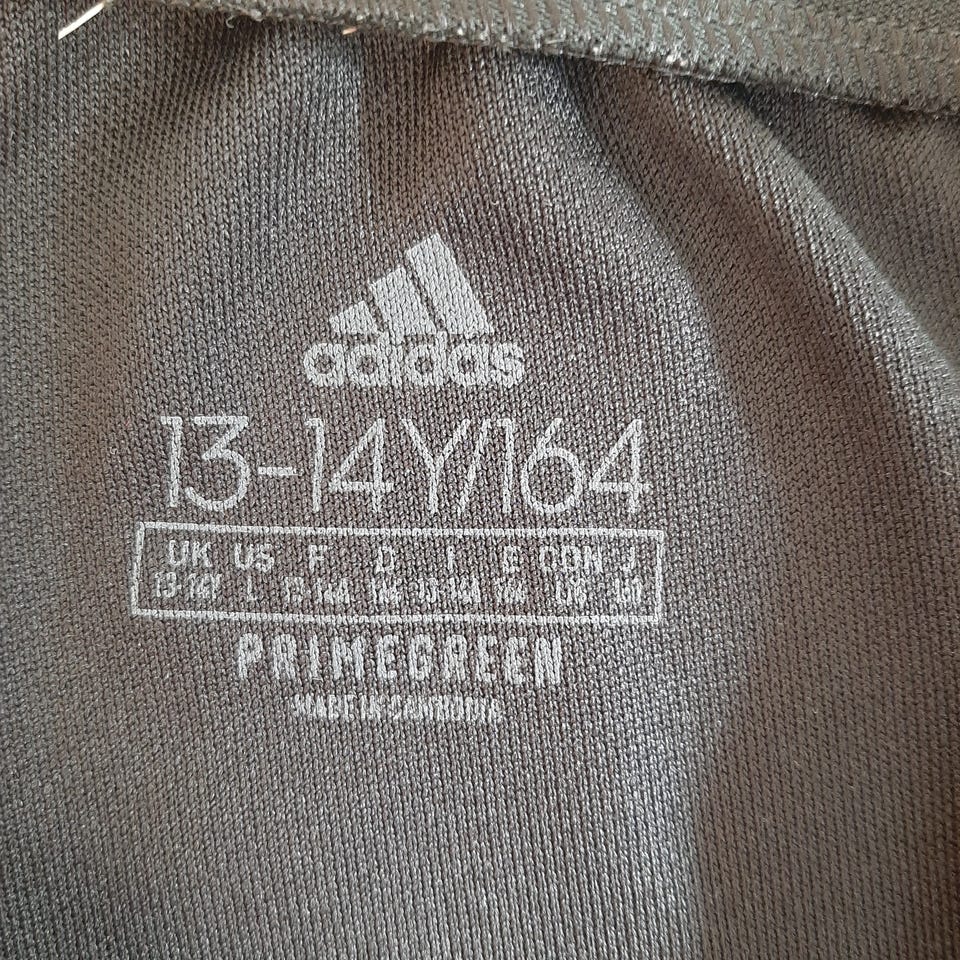 adidas
13-14Y/164
UK US F D I E CDN J
13-14Y L 13-14A 164 13-14A 164 L/G 160
PRIMEGREEN
MADE IN CAMBODIA